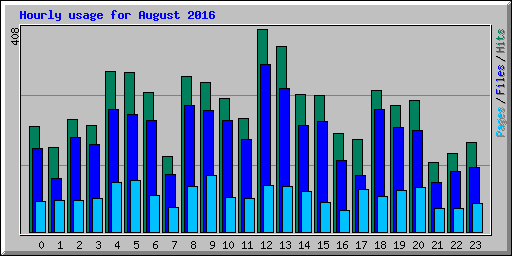 Hourly usage for August 2016
408
Pages / Files / Hits
0 1 2 3 4 5 6 7 8 9 10 11 12 13 14 15 16 17 18 19 20 21 22 23